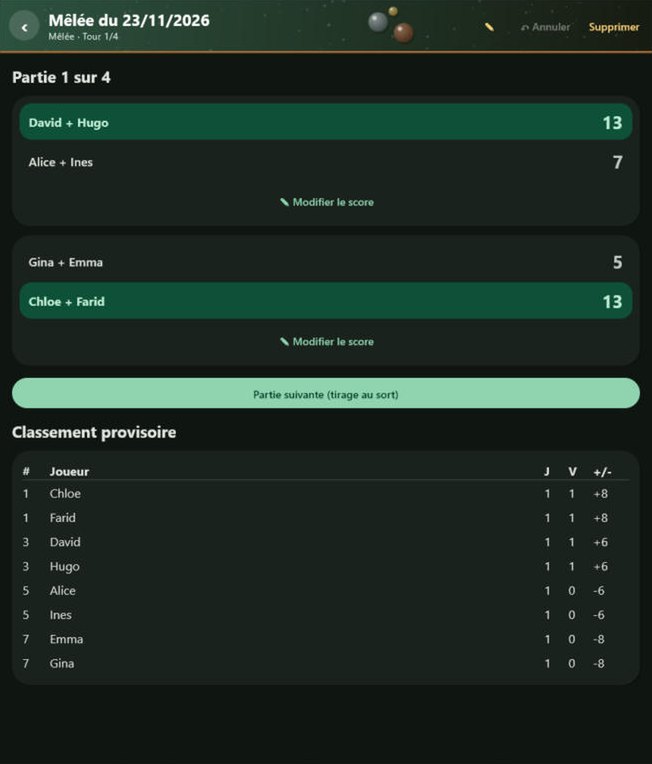 Mêlée du 23/11/2026
Mêlée · Tour 1/4
Annuler
Supprimer
Partie 1 sur 4
David + Hugo 13
Alice + Ines 7
Modifier le score
Gina + Emma 5
Chloe + Farid 13
Modifier le score
Partie suivante (tirage au sort)
Classement provisoire
# Joueur J V +/-
1 Chloe 1 1 +8
1 Farid 1 1 +8
3 David 1 1 +6
3 Hugo 1 1 +6
5 Alice 1 0 -6
5 Ines 1 0 -6
7 Emma 1 0 -8
7 Gina 1 0 -8